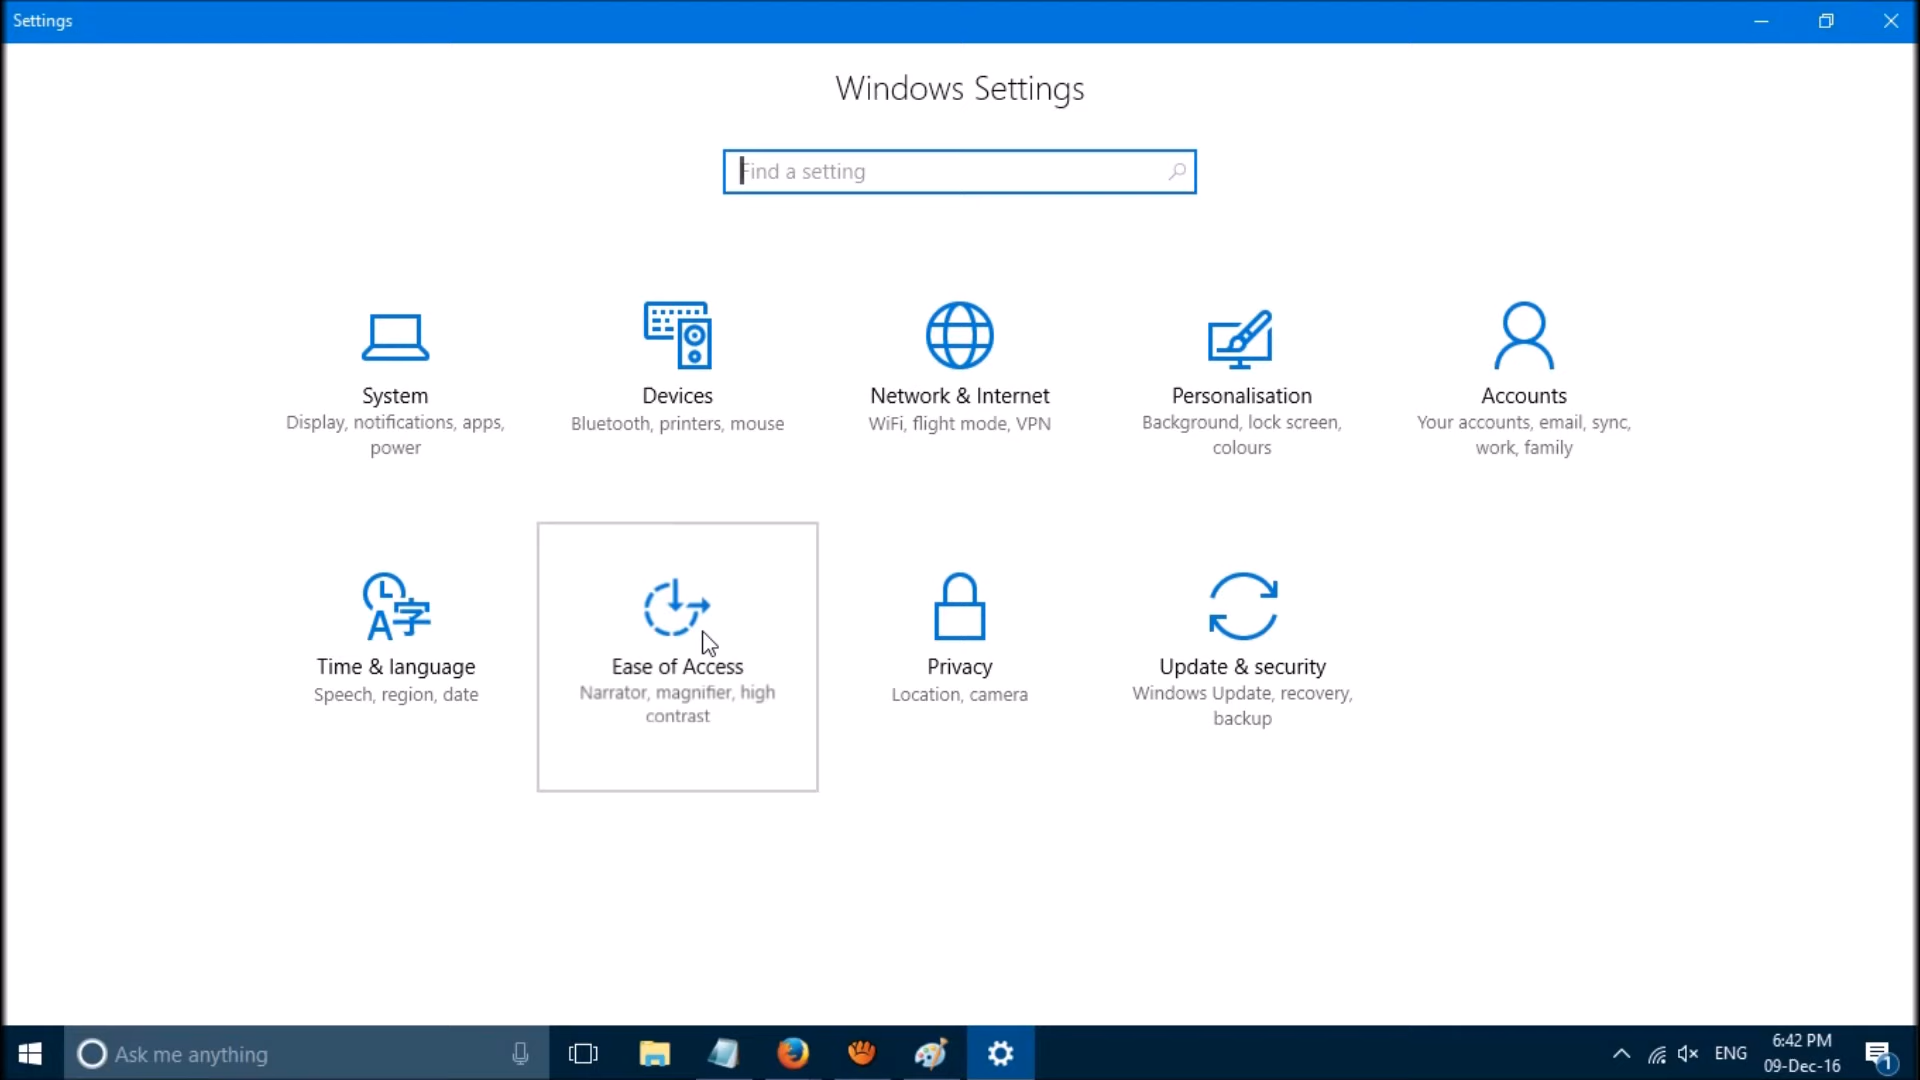 Settings
Windows Settings
Find a setting
System
Display, notifications, apps,
power
Devices
Bluetooth, printers, mouse
Network & Internet
WiFi, flight mode, VPN
Personalisation
Background, lock screen,
colours
Accounts
Your accounts, email, sync,
work, family
A字
Time & language
Speech, region, date
Ease of Access
Narrator, magnifier, high
contrast
Privacy
Location, camera
Update & security
Windows Update, recovery,
backup
Ask me anything
ENG
6:42 PM
09-Dec-16
1